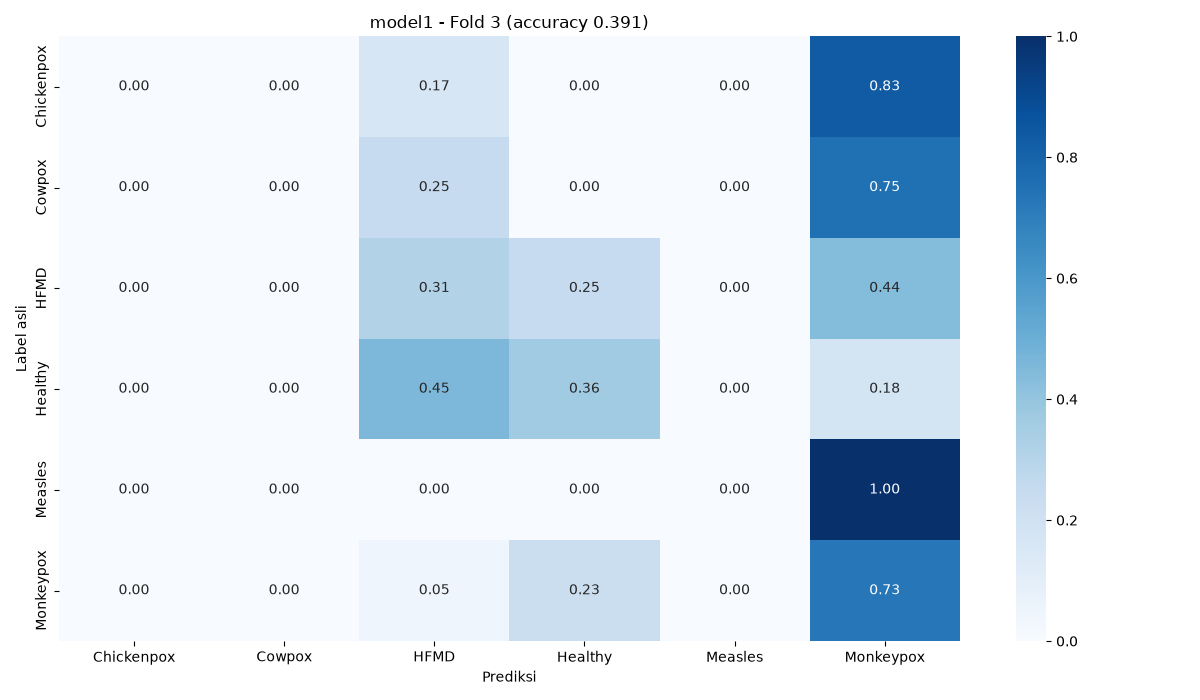 model1 - Fold 3 (accuracy 0.391)
Label asli
Chickenpox 0.00 0.00 0.17 0.00 0.00 0.83
Cowpox 0.00 0.00 0.25 0.00 0.00 0.75
HFMD 0.00 0.00 0.31 0.25 0.00 0.44
Healthy 0.00 0.00 0.45 0.36 0.00 0.18
Measles 0.00 0.00 0.00 0.00 0.00 1.00
Monkeypox 0.00 0.00 0.05 0.23 0.00 0.73
Chickenpox Cowpox HFMD Healthy Measles Monkeypox
Prediksi
1.0
0.8
0.6
0.4
0.2
0.0